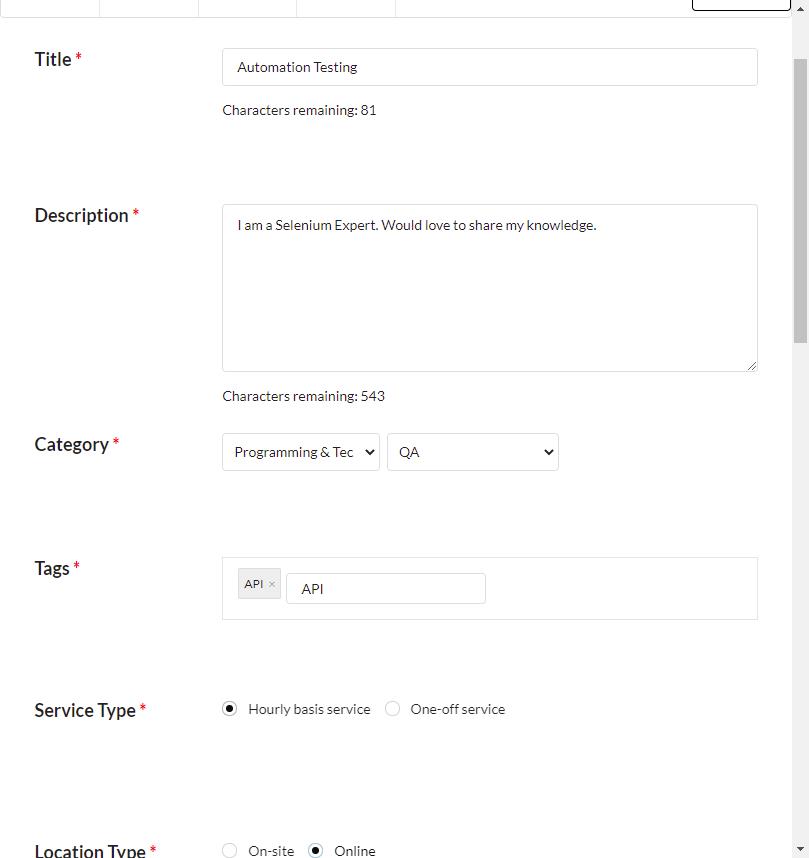 Title *
Automation Testing
Characters remaining: 81
Description *
I am a Selenium Expert. Would love to share my knowledge.
Characters remaining: 543
Category *
Programming & Tec QA
Tags *
API × API
Service Type *
Hourly basis service One-off service
Location Type *
On-site Online